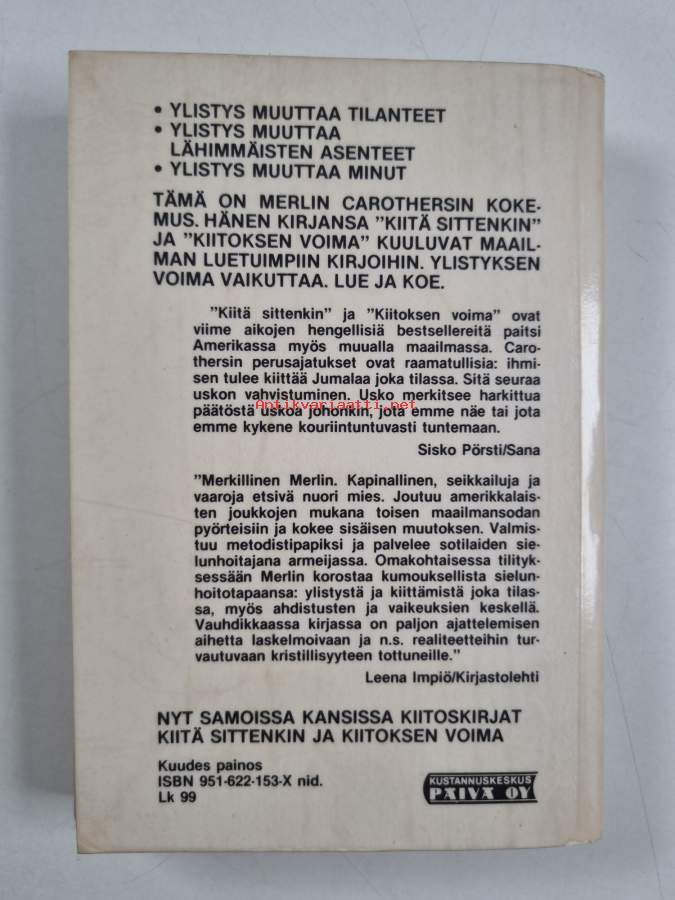 • YLISTYS MUUTTAA TILANTEET
• YLISTYS MUUTTAA
LÄHIMMÄISTEN ASENTEET
• YLISTYS MUUTTAA MINUT
TÄMÄ ON MERLIN CAROTHERSIN KOKE-
MUS. HÄNEN KIRJANSA ”KIITÄ SITTENKIN”
JA ”KIITOKSEN VOIMA” KUULUVAT MAAIL-
MAN LUETUIMPIIN KIRJOIHIN. YLISTYKSEN
VOIMA VAIKUTTAA. LUE JA KOE.
”Kiitä sittenkin” ja ”Kiitoksen voima” ovat
viime aikojen hengellisiä bestsellereitä paitsi
Amerikassa myös muualla maailmassa. Caro-
thersin perusajatukset ovat raamatullisia: ihmi-
sen tulee kiittää Jumalaa joka tilassa. Sitä seuraa
uskon vahvistuminen. Usko merkitsee harkittua
Antikvariaatti.net
päätöstä uskoa johonkin, jota emme näe tai jota
emme kykene kouriintuntuvasti tuntemaan.
Sisko Pörsti/Sana
”Merkillinen Merlin. Kapinallinen, seikkailuja ja
vaaroja etsivä nuori mies. Joutuu amerikkalais-
ten joukkojen mukana toisen maailmansodan
pyörteisiin ja kokee sisäisen muutoksen. Valmis-
tuu metodistipapiksi ja palvelee sotilaiden sie-
lunhoitajana armeijassa. Omakohtaisessa tilityk-
sessään Merlin korostaa kumouksellista sielun-
hoitotapaansa: ylistystä ja kiittämistä joka tilas-
sa, myös ahdistusten ja vaikeuksien keskellä.
Vauhdikkaassa kirjassa on paljon ajattelemisen
aihetta laskelmoivaan ja n.s. realiteetteihin tur-
vautuvaan kristillisyyteen tottuneille.”
Leena Impiö/Kirjastolehti
NYT SAMOISSA KANSISSA KIITOSKIRJAT
KIITÄ SITTENKIN JA KIITOKSEN VOIMA
Kuudes painos
ISBN 951-622-153-X nid.
Lk 99
KUSTANNUSKESKUS
PÄIVÄ OY